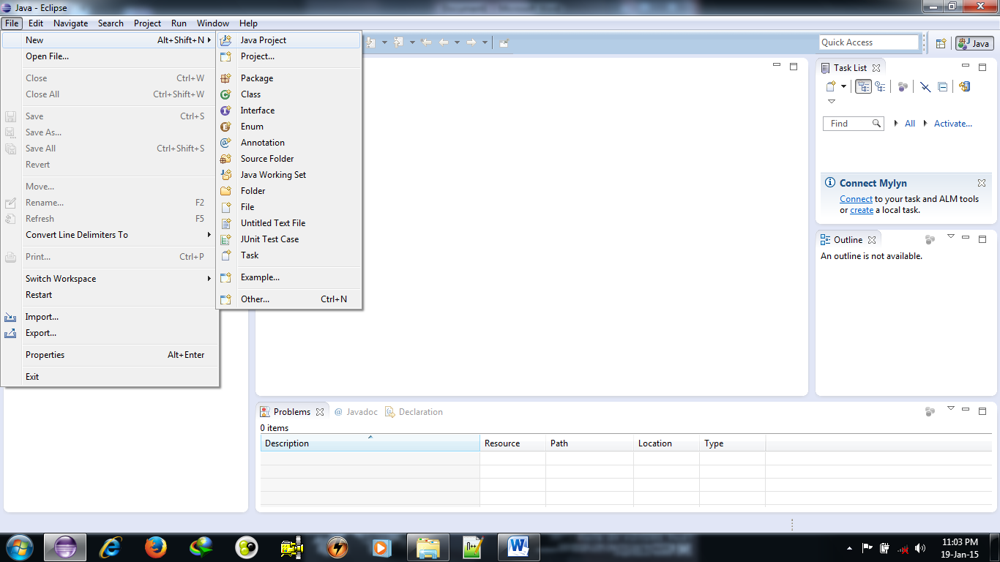 Java - Eclipse
File Edit Navigate Search Project Run Window Help
New Alt+Shift+N
Open File...
Close Ctrl+W
Close All Ctrl+Shift+W
Save Ctrl+S
Save As...
Save All Ctrl+Shift+S
Revert
Move...
Rename... F2
Refresh F5
Convert Line Delimiters To
Print... Ctrl+P
Switch Workspace
Restart
Import...
Export...
Properties Alt+Enter
Exit
Java Project
Project...
Package
Class
Interface
Enum
Annotation
Source Folder
Java Working Set
Folder
File
Untitled Text File
JUnit Test Case
Task
Example...
Other... Ctrl+N
Quick Access
Java
Task List
Find All Activate...
Connect Mylyn
Connect to your task and ALM tools
or create a local task.
Outline
An outline is not available.
Problems @ Javadoc Declaration
0 items
Description Resource Path Location Type
11:03 PM
19-Jan-15